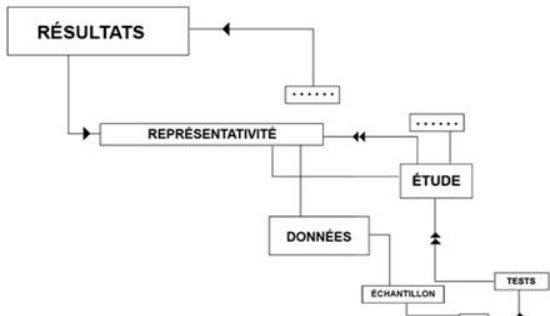 RÉSULTATS
......
......
REPRÉSENTATIVITÉ
ÉTUDE
DONNÉES
TESTS
ÉCHANTILLON